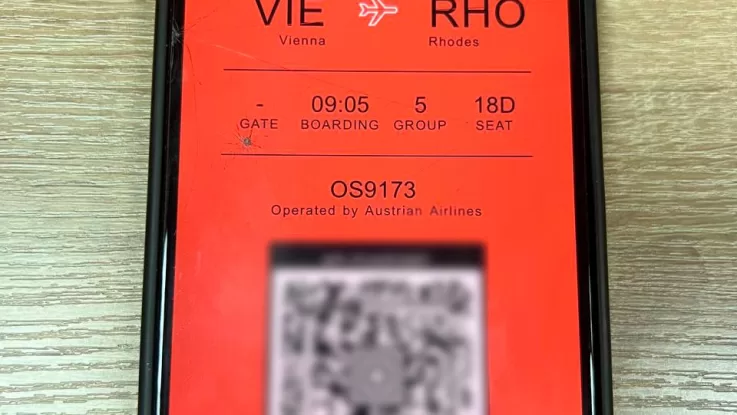 VIE RHO
Vienna Rhodes
- 09:05 5 18D
GATE BOARDING GROUP SEAT
OS9173
Operated by Austrian Airlines